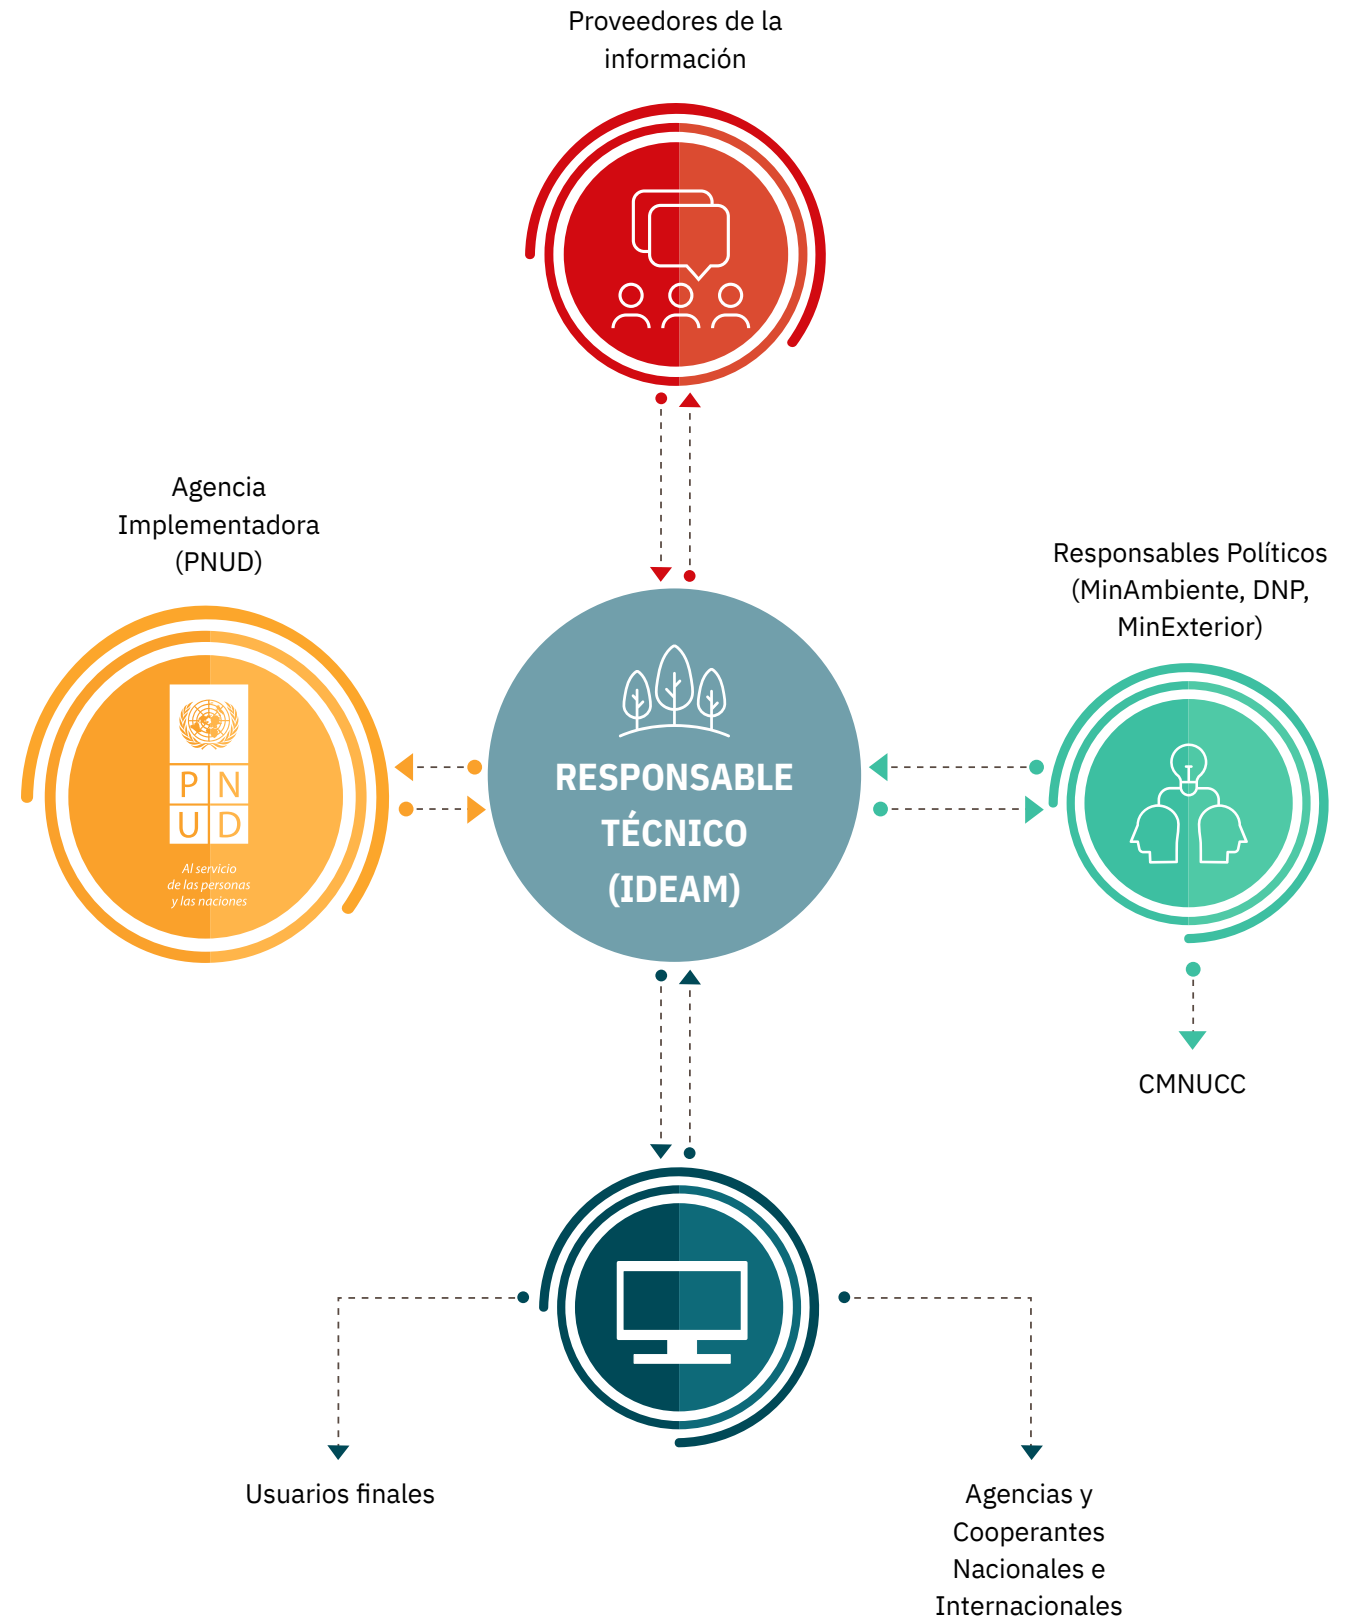 Proveedores de la
información
Agencia
Implementadora
(PNUD)
Responsables Políticos
(MinAmbiente, DNP,
MinExterior)
P N
U D
Al servicio
de las personas
y las naciones
RESPONSABLE
TÉCNICO
(IDEAM)
CMNUCC
Usuarios finales
Agencias y
Cooperantes
Nacionales e
Internacionales